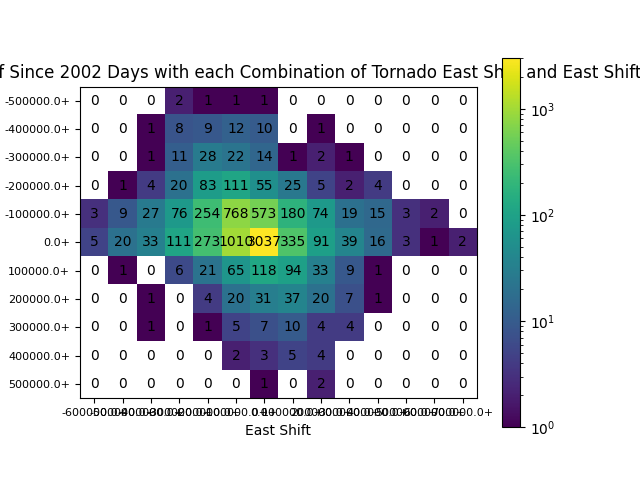 f Since 2002 Days with each Combination of Tornado East Sh and East Shift
-500000.0+ 0 0 0 2 1 1 1 0 0 0 0 0 0 0
-400000.0+ 0 0 1 8 9 12 10 0 1 0 0 0 0 0
-300000.0+ 0 0 1 11 28 22 14 1 2 1 0 0 0 0
-200000.0+ 0 1 4 20 83 111 55 25 5 2 4 0 0 0
-100000.0+ 3 9 27 76 254 768 573 180 74 19 15 3 2 0
0.0+ 5 20 33 111 273 1010 3037 335 91 39 16 3 1 2
100000.0+ 0 1 0 6 21 65 118 94 33 9 1 0 0 0
200000.0+ 0 0 1 0 4 20 31 37 20 7 1 0 0 0
300000.0+ 0 0 1 0 1 5 7 10 4 4 0 0 0 0
400000.0+ 0 0 0 0 0 2 3 5 4 0 0 0 0 0
500000.0+ 0 0 0 0 0 0 1 0 2 0 0 0 0 0
East Shift
10³
10²
10¹
10⁰